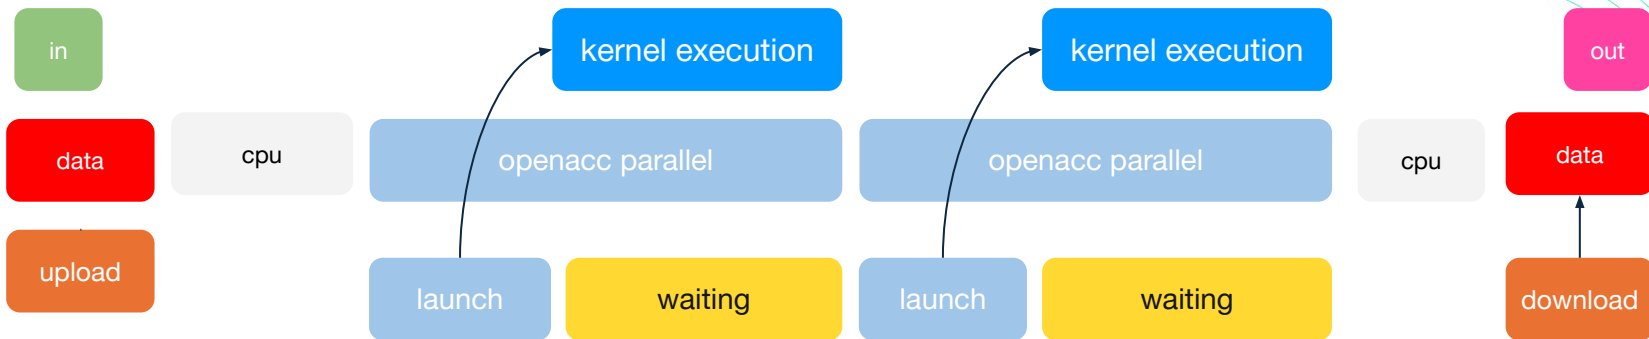 in
kernel execution
kernel execution
out
data
cpu
openacc parallel
openacc parallel
cpu
data
upload
launch
waiting
launch
waiting
download